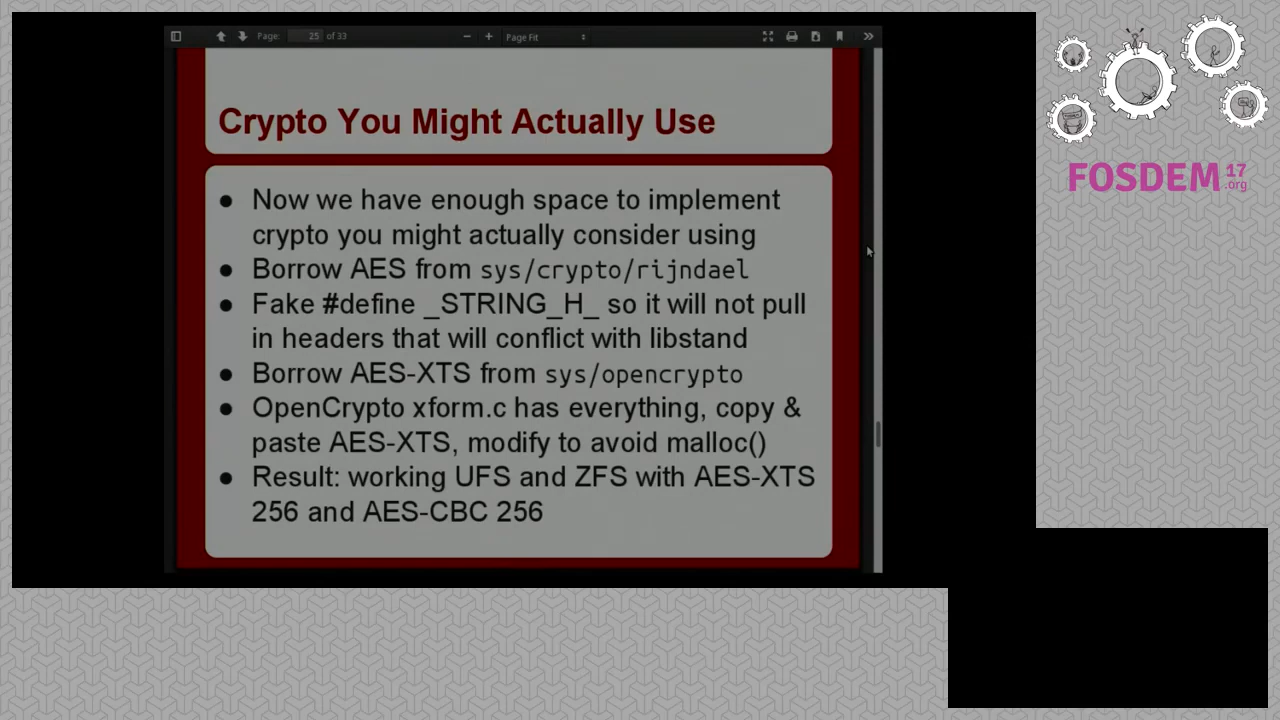 Page: 25 of 33
Page Fit
Crypto You Might Actually Use
● Now we have enough space to implement
crypto you might actually consider using
● Borrow AES from sys/crypto/rijndael
● Fake #define _STRING_H_ so it will not pull
in headers that will conflict with libstand
● Borrow AES-XTS from sys/opencrypto
● OpenCrypto xform.c has everything, copy &
paste AES-XTS, modify to avoid malloc()
● Result: working UFS and ZFS with AES-XTS
256 and AES-CBC 256
FOSDEM 17
.org